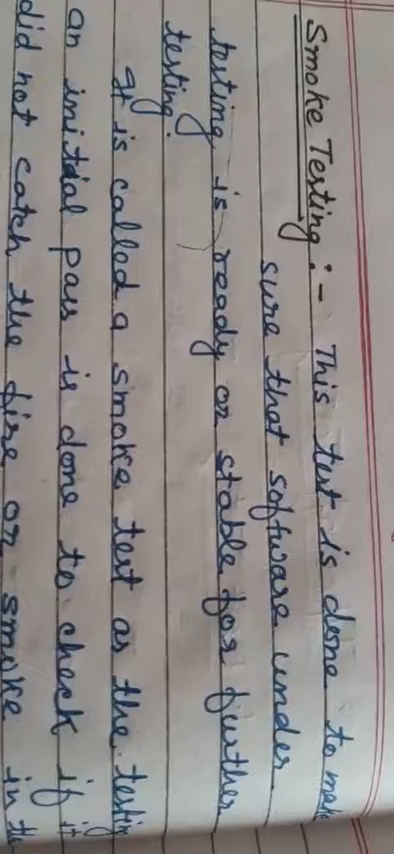 Smoke Testing :- This test is done to make
sure that software under
testing is ready or stable for further
testing.
It is called a smoke test as the testing
an initial pass is done to check if it
did not catch the fire or smoke in the